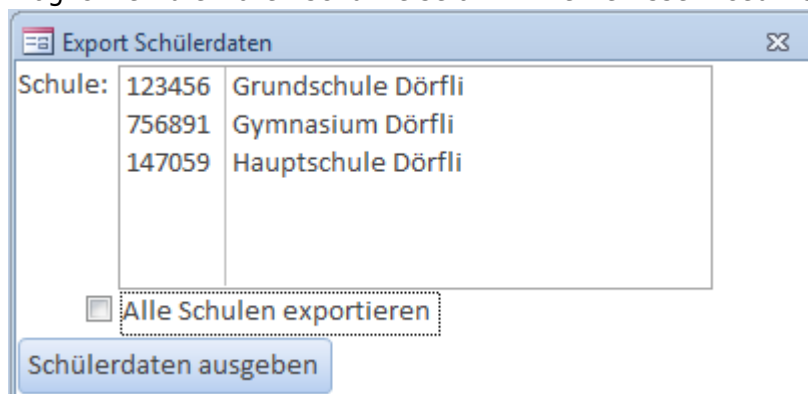 Export Schülerdaten
Schule: 123456 Grundschule Dörfli
756891 Gymnasium Dörfli
147059 Hauptschule Dörfli
Alle Schulen exportieren
Schülerdaten ausgeben